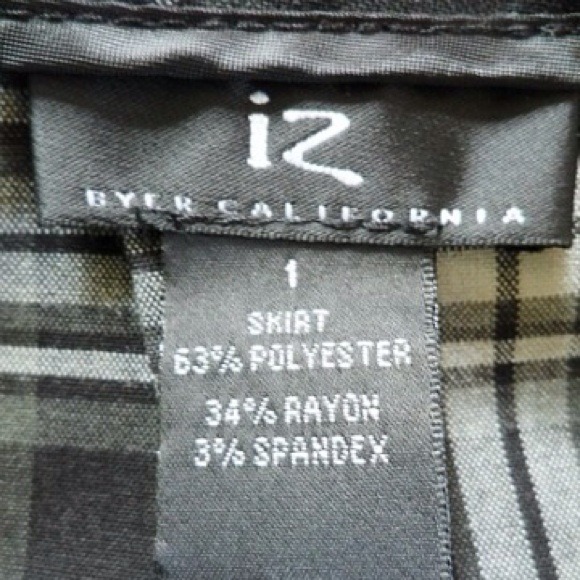 iz
BYER CALIFORNIA
1
SKIRT
63% POLYESTER
34% RAYON
3% SPANDEX